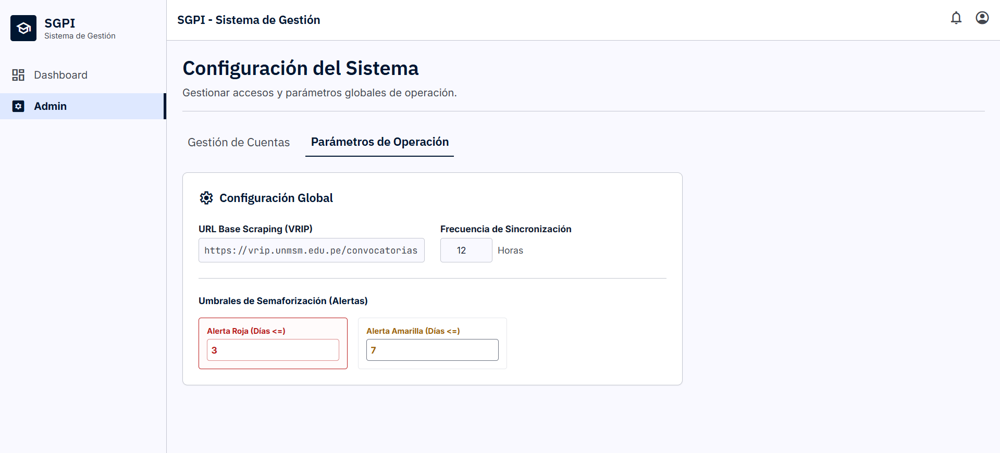 SGPI
Sistema de Gestión
SGPI - Sistema de Gestión
Dashboard
Admin
Configuración del Sistema
Gestionar accesos y parámetros globales de operación.
Gestión de Cuentas
Parámetros de Operación
Configuración Global
URL Base Scraping (VRIP)
Frecuencia de Sincronización
https://vrip.unmsm.edu.pe/convocatorias
12
Horas
Umbrales de Semaforización (Alertas)
Alerta Roja (Días <=)
Alerta Amarilla (Días <=)
3
7